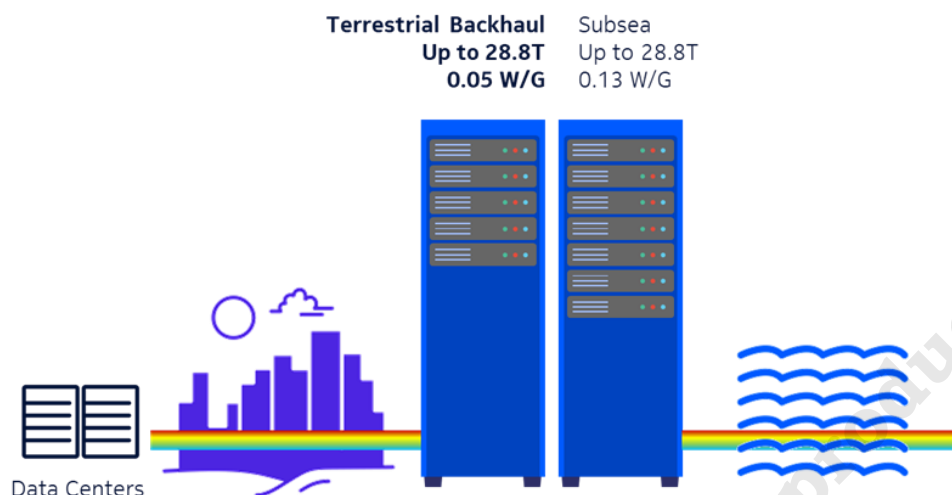 Terrestrial Backhaul
Up to 28.8T
0.05 W/G
Subsea
Up to 28.8T
0.13 W/G
Data Centers